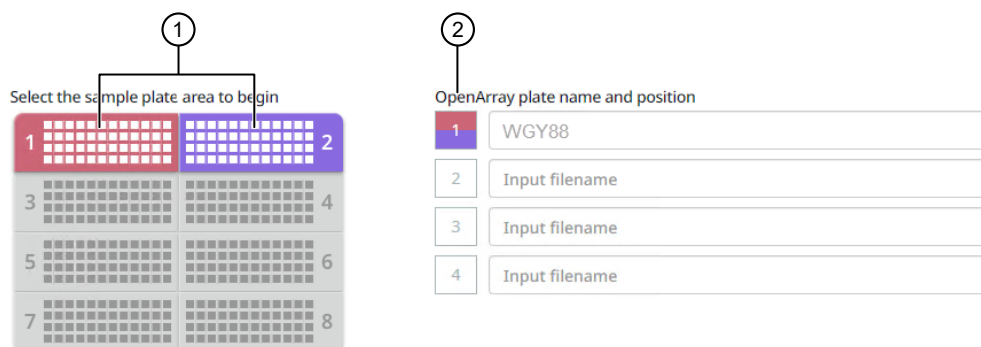 1
2
Select the sample plate area to begin
1
2
3
4
5
6
7
8
OpenArray plate name and position
1 WGY88
2 Input filename
3 Input filename
4 Input filename